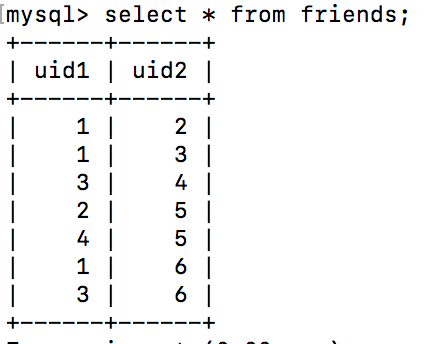 [mysql> select * from friends;
+------+------+
| uid1 | uid2 |
+------+------+
|    1 |    2 |
|    1 |    3 |
|    3 |    4 |
|    2 |    5 |
|    4 |    5 |
|    1 |    6 |
|    3 |    6 |
+------+------+